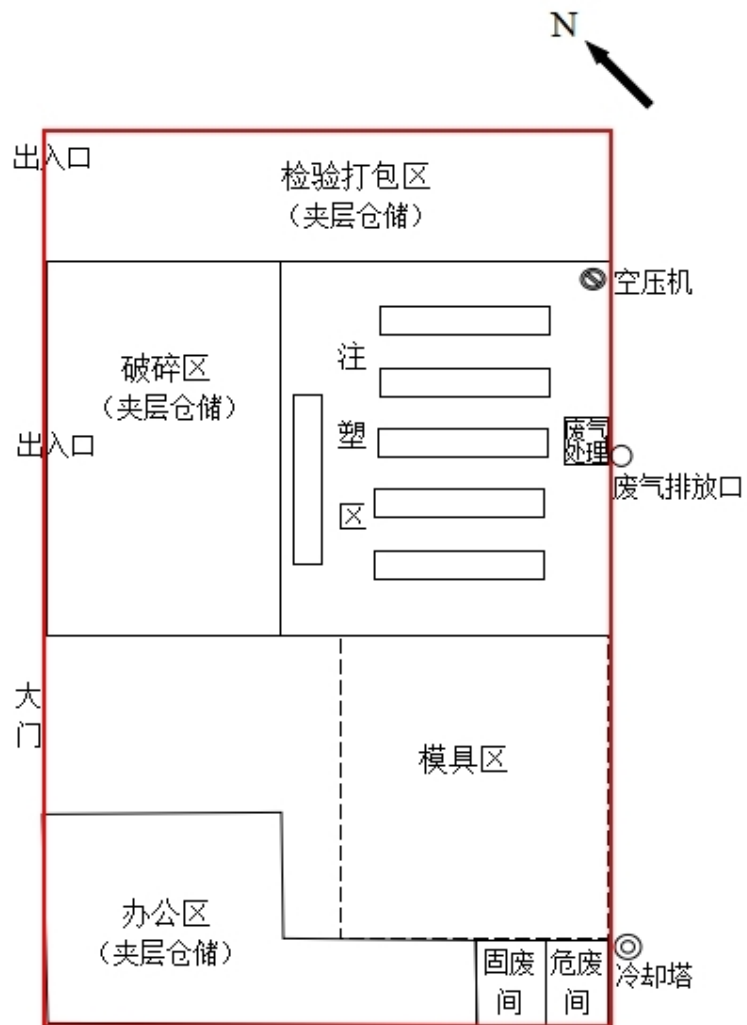 N
出入口
检验打包区
（夹层仓储）
空压机
注
塑
区
破碎区
（夹层仓储）
出入口
废气
处理
废气排放口
大
门
模具区
办公区
（夹层仓储）
固废
间
危废
间
冷却塔